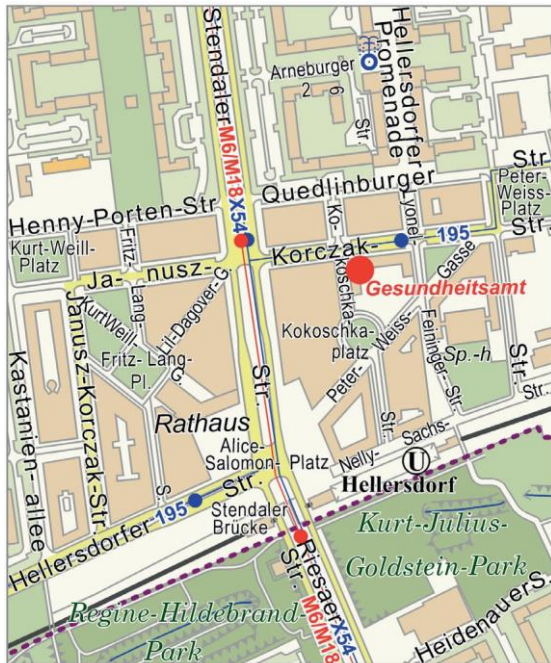 Stendaler
M6/M18
X54
Arneburger
2 6
Str.
Hellersdorfer
Promenade
Quedlinburger
Str.
Henny-Porten-Str
Peter-
Weiss-
Platz
Kurt-Weill-
Platz
Fritz-
Lang-
Ko-
koschka-
Lyonel-
Korczak-
195
Str.
Ja- nusz-
Gesundheitsamt
Lil-Dagover-G.
KurtWeill-
G.
Kokoschka-
platz
Peter- Weiss- Gasse
Feininger- Str.
Sp.-h.
Str.
Str.
Fritz- Lang-
Pl.
Janusz-Korczak-Str.
Kastanien- allee
Str.
Rathaus
Alice-
Salomon- Platz
Nelly- Sachs-
U
Hellersdorf
S.
Hellersdorfer 195 Str.
Stendaler
Brücke
Kurt-Julius-
Goldstein-Park
Riesaer
Str.
M6/M18
X54
Regine-Hildebrand-
Park
HeidenauerS.